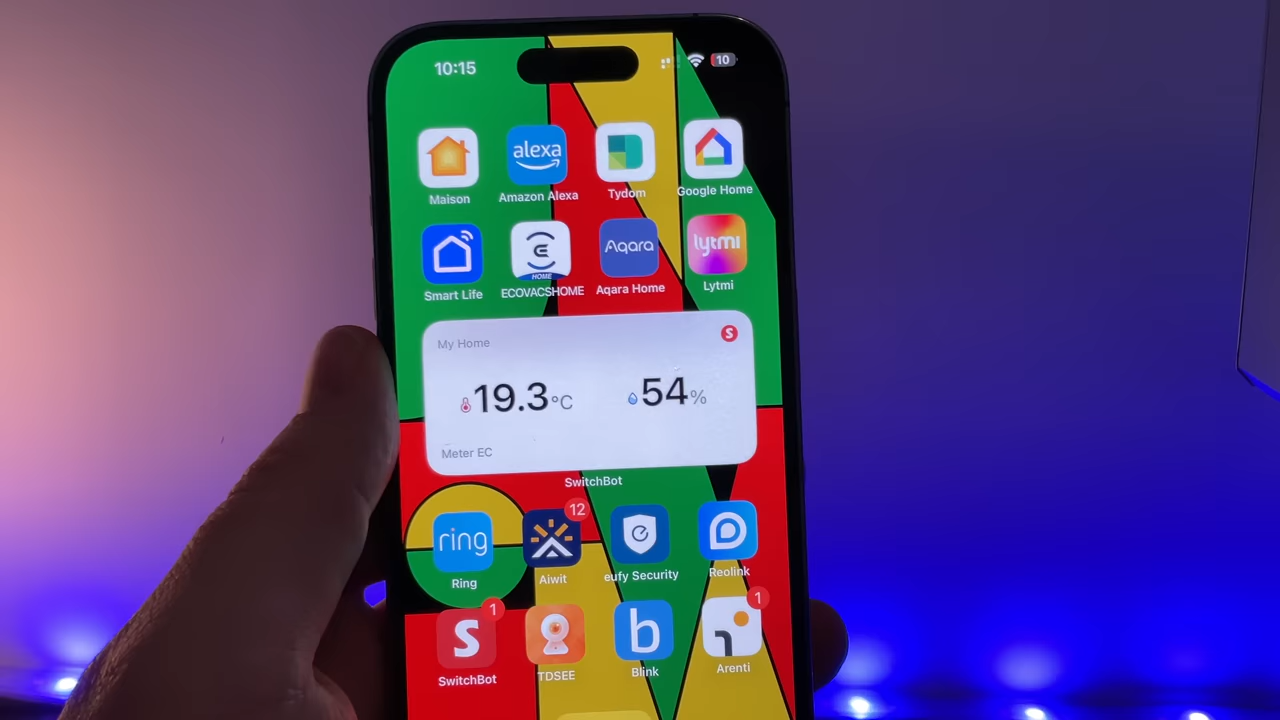 10:15
10
Maison
alexa
Amazon Alexa
Tydom
Google Home
Smart Life
HOME
ECOVACSHOME
Aqara
Aqara Home
lytmi
Lytmi
My Home
S
19.3°C
54%
Meter EC
SwitchBot
ring
Ring
12
Aiwit
e
eufy Security
Reolink
S
1
SwitchBot
TDSEE
b
Blink
1
Arenti